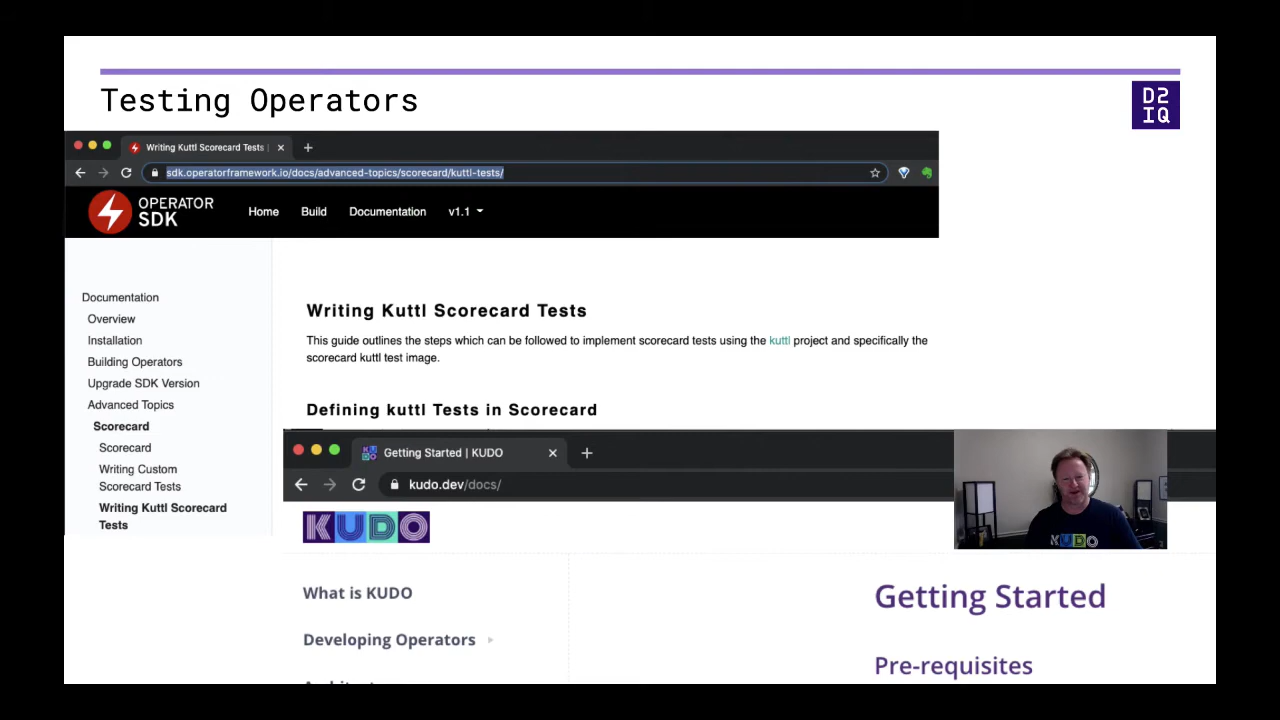 Testing Operators
D2
IQ
Writing Kuttl Scorecard Tests |
sdk.operatorframework.io/docs/advanced-topics/scorecard/kuttl-tests/
OPERATOR
SDK
Home
Build
Documentation
v1.1
Documentation
Overview
Installation
Building Operators
Upgrade SDK Version
Advanced Topics
Scorecard
Scorecard
Writing Custom
Scorecard Tests
Writing Kuttl Scorecard
Tests
Writing Kuttl Scorecard Tests
This guide outlines the steps which can be followed to implement scorecard tests using the kuttl project and specifically the
scorecard kuttl test image.
Defining kuttl Tests in Scorecard
Getting Started | KUDO
kudo.dev/docs/
KUDO
What is KUDO
Developing Operators
Getting Started
Pre-requisites
KUDO